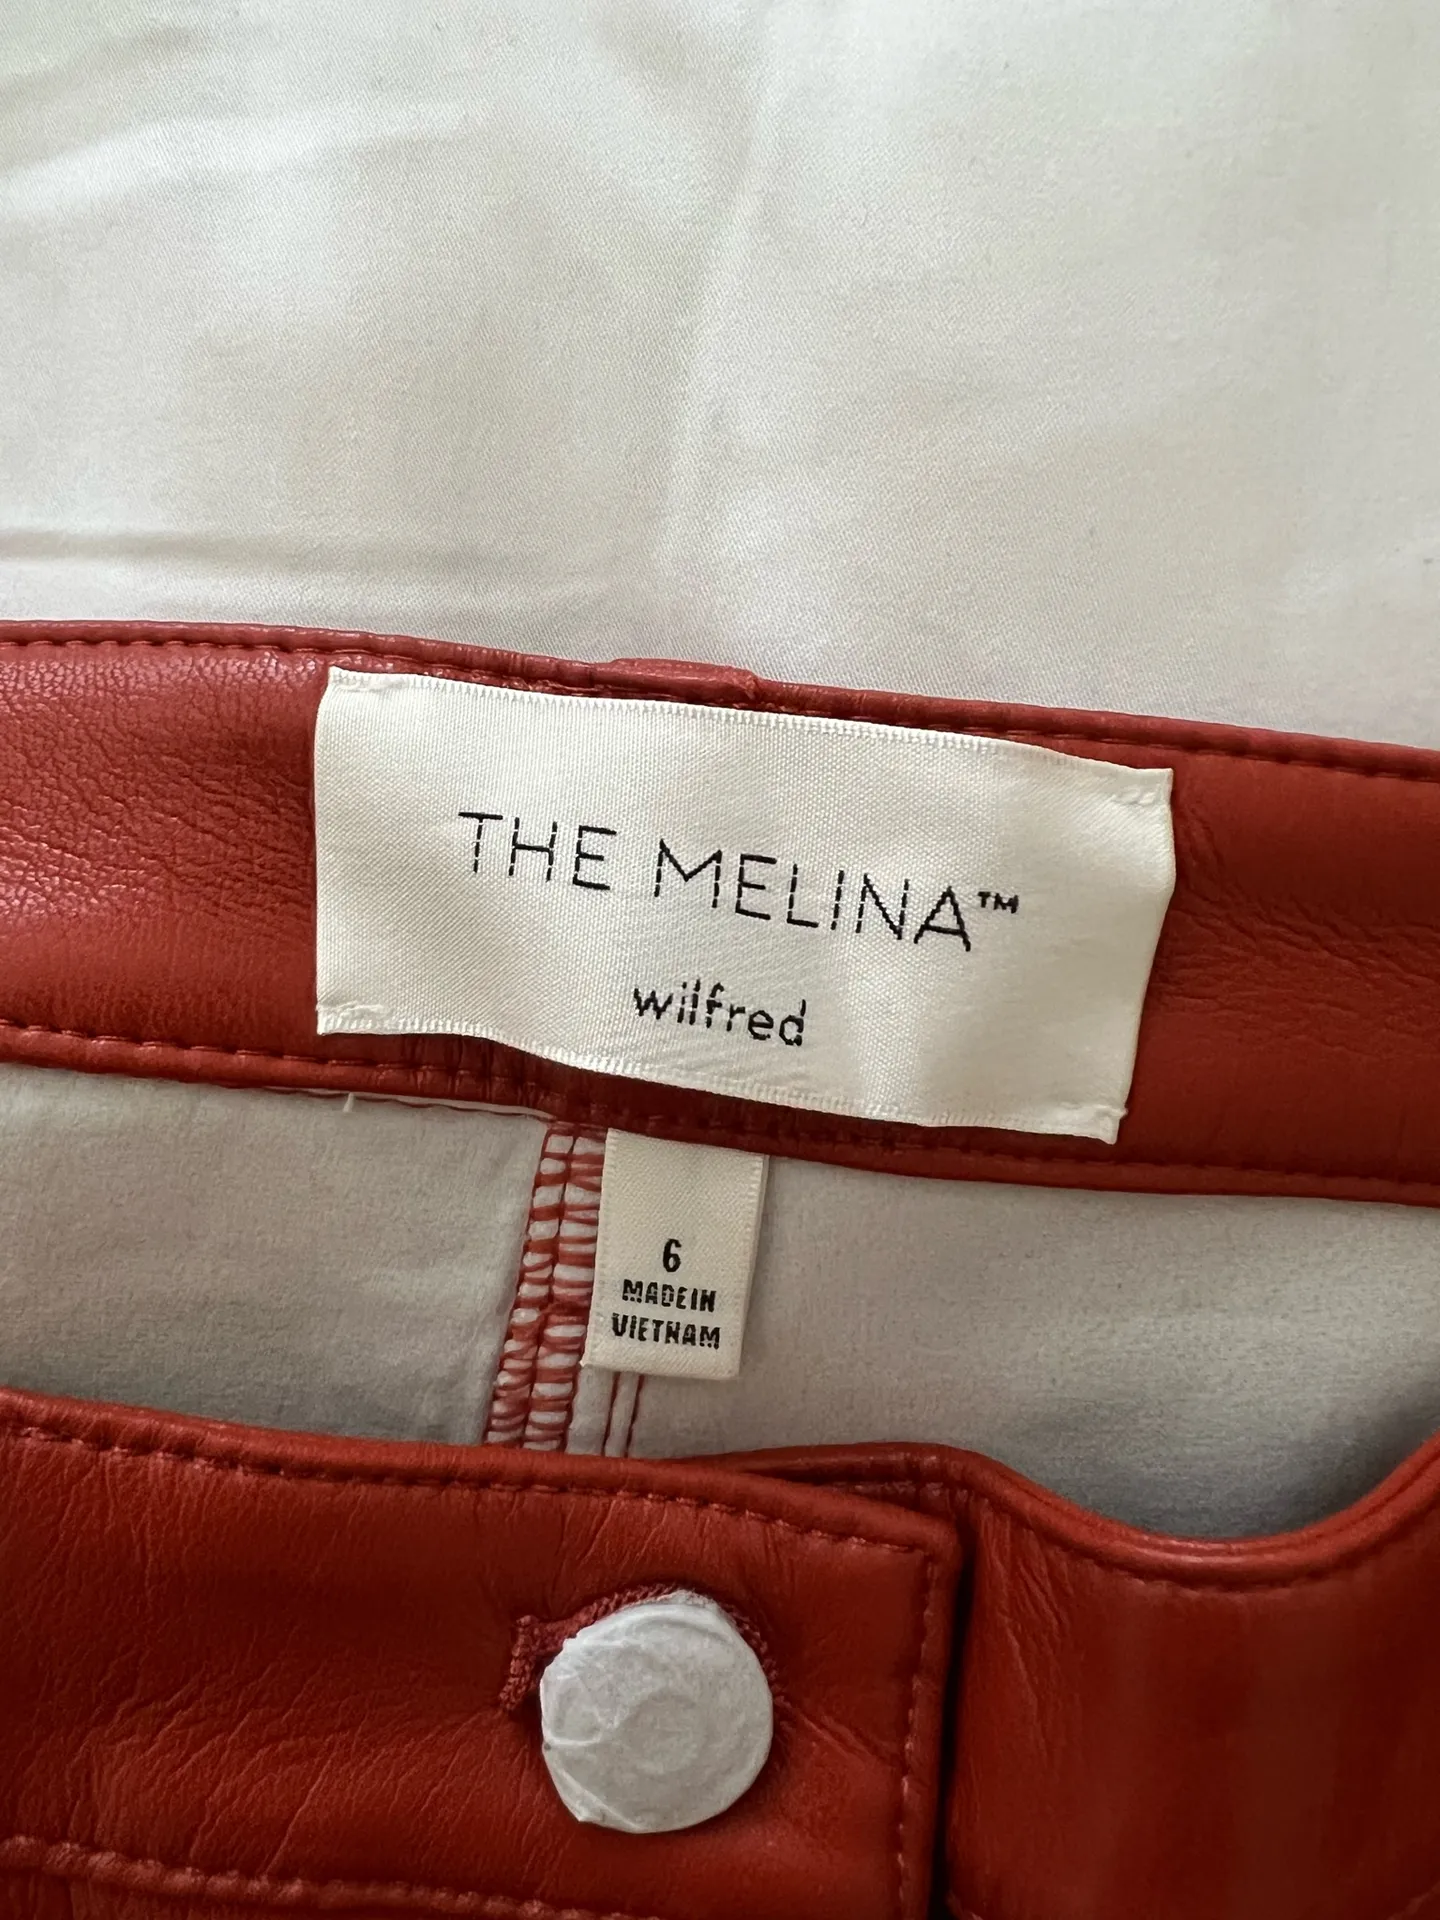 THE MELINA™
wilfred
6
MADE IN
VIETNAM